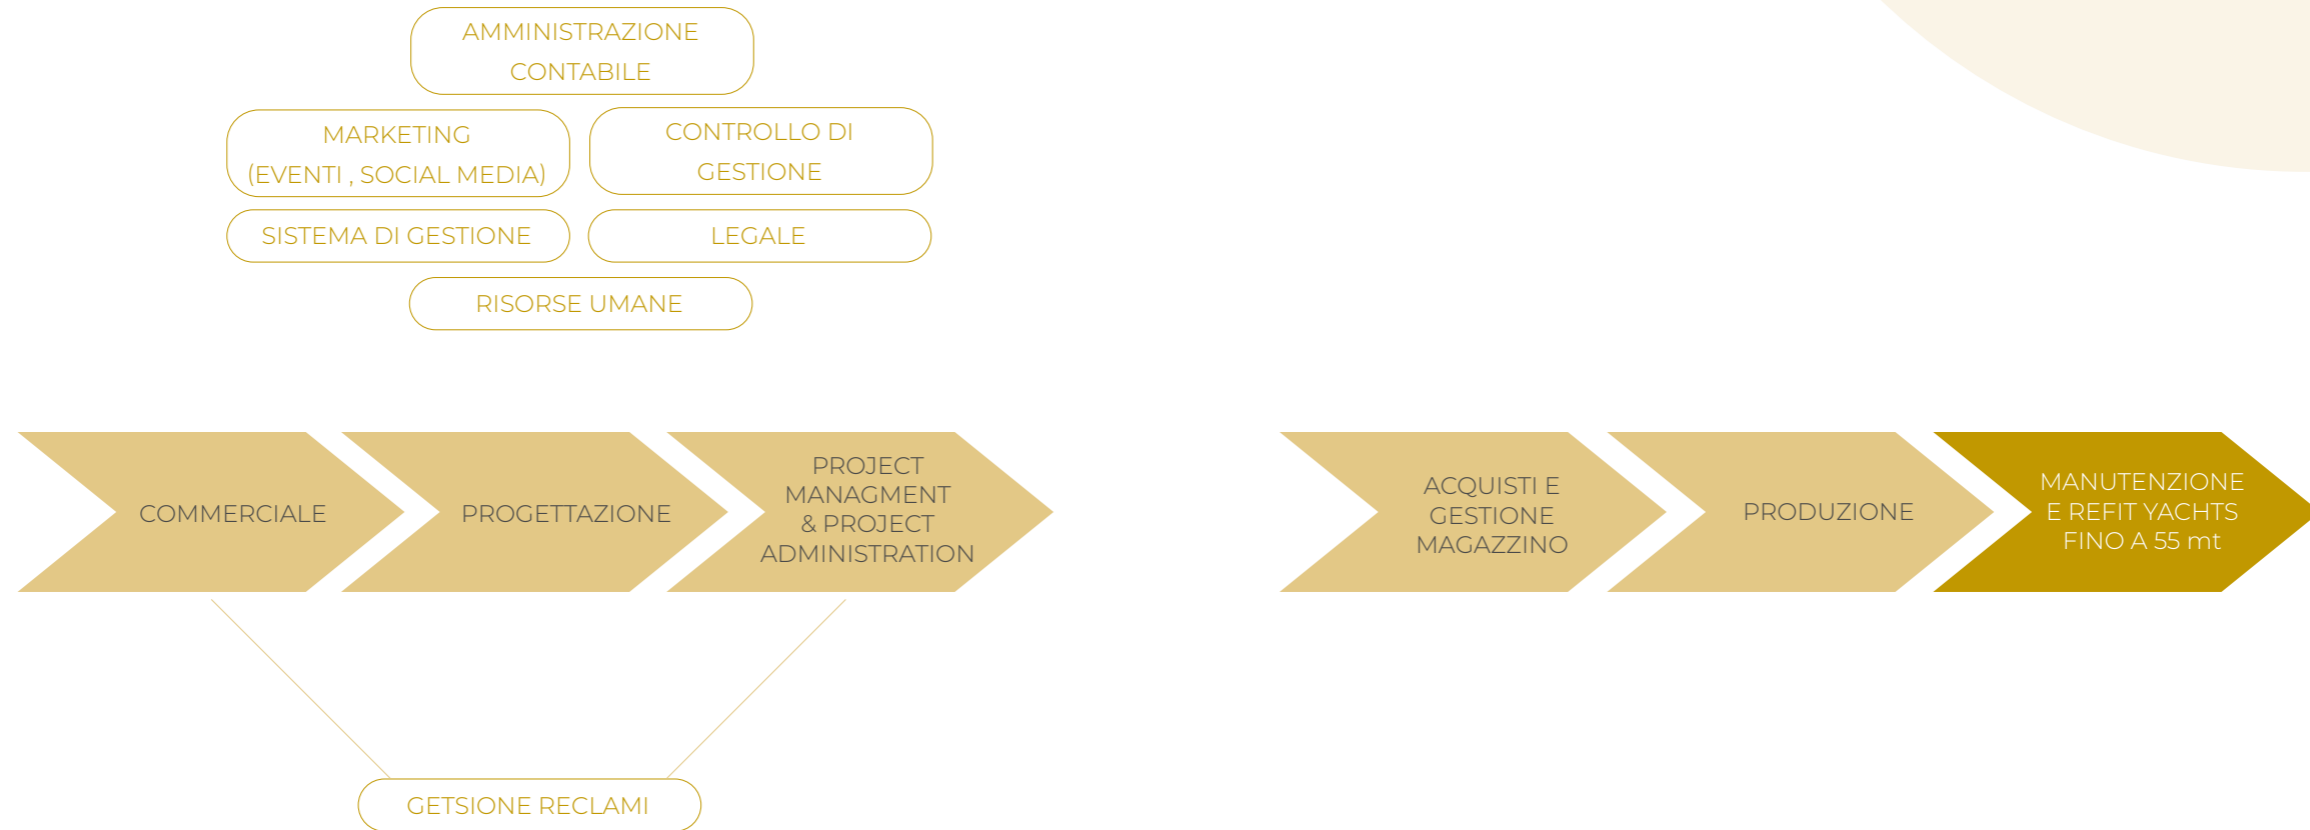 AMMINISTRAZIONE
CONTABILE
MARKETING
(EVENTI , SOCIAL MEDIA)
CONTROLLO DI
GESTIONE
SISTEMA DI GESTIONE
LEGALE
RISORSE UMANE
COMMERCIALE
PROGETTAZIONE
PROJECT
MANAGMENT
& PROJECT
ADMINISTRATION
ACQUISTI E
GESTIONE
MAGAZZINO
PRODUZIONE
MANUTENZIONE
E REFIT YACHTS
FINO A 55 mt
GETSIONE RECLAMI